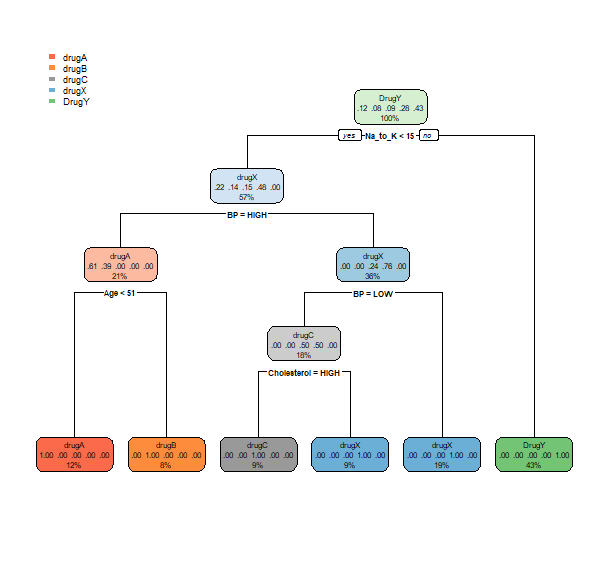 drugA
drugB
drugC
drugX
DrugY
DrugY
.12 .08 .09 .28 .43
100%
yes Na_to_K < 15 no
drugX
.22 .14 .15 .48 .00
57%
BP = HIGH
drugA
.61 .39 .00 .00 .00
21%
drugX
.00 .00 .24 .76 .00
36%
Age < 51
BP = LOW
drugC
.00 .00 .50 .50 .00
18%
Cholesterol = HIGH
drugA
1.00 .00 .00 .00 .00
12%
drugB
.00 1.00 .00 .00 .00
8%
drugC
.00 .00 1.00 .00 .00
9%
drugX
.00 .00 .00 1.00 .00
9%
drugX
.00 .00 .00 1.00 .00
19%
DrugY
.00 .00 .00 .00 1.00
43%